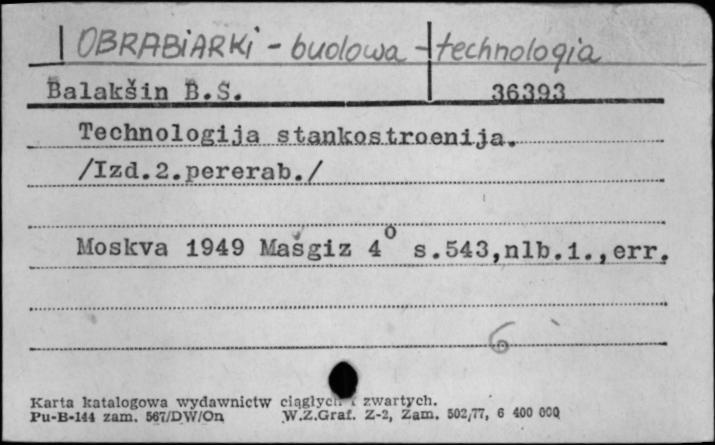 OBRABIARKI - budowa - technologia
Balakšin B.S. 36393
Technologija stankostroenija.
/Izd.2.pererab./
Moskva 1949 Mašgiz 4° s.543,nlb.1.,err.
6
Karta katalogowa wydawnictw ciągłych i zwartych.
Pu-B-144 zam. 567/DW/On W.Z.Graf. Z-2, Zam. 502/77, 6 400 000